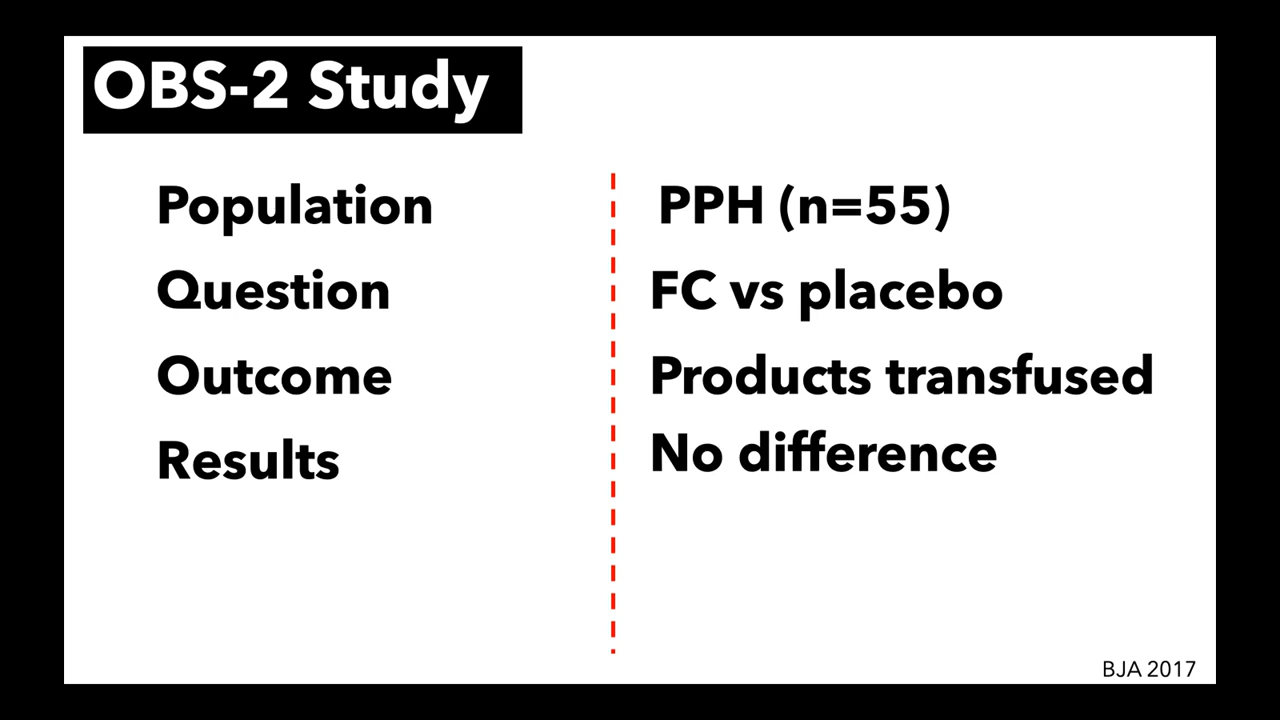 OBS-2 Study
Population
PPH (n=55)
Question
FC vs placebo
Outcome
Products transfused
Results
No difference
BJA 2017